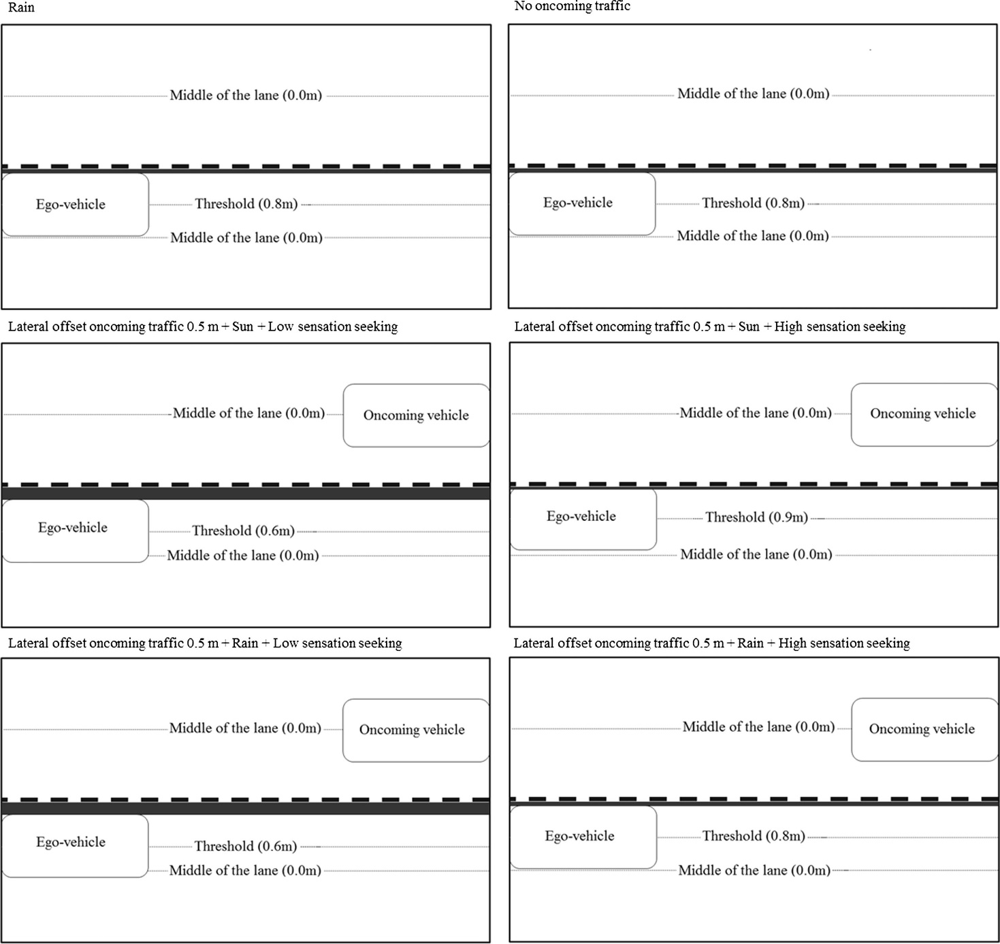 Rain
Middle of the lane (0.0m)
Ego-vehicle
Threshold (0.8m)
Middle of the lane (0.0m)
No oncoming traffic
Middle of the lane (0.0m)
Ego-vehicle
Threshold (0.8m)
Middle of the lane (0.0m)
Lateral offset oncoming traffic 0.5 m + Sun + Low sensation seeking
Middle of the lane (0.0m)
Oncoming vehicle
Ego-vehicle
Threshold (0.6m)
Middle of the lane (0.0m)
Lateral offset oncoming traffic 0.5 m + Sun + High sensation seeking
Middle of the lane (0.0m)
Oncoming vehicle
Ego-vehicle
Threshold (0.9m)
Middle of the lane (0.0m)
Lateral offset oncoming traffic 0.5 m + Rain + Low sensation seeking
Middle of the lane (0.0m)
Oncoming vehicle
Ego-vehicle
Threshold (0.6m)
Middle of the lane (0.0m)
Lateral offset oncoming traffic 0.5 m + Rain + High sensation seeking
Middle of the lane (0.0m)
Oncoming vehicle
Ego-vehicle
Threshold (0.8m)
Middle of the lane (0.0m)